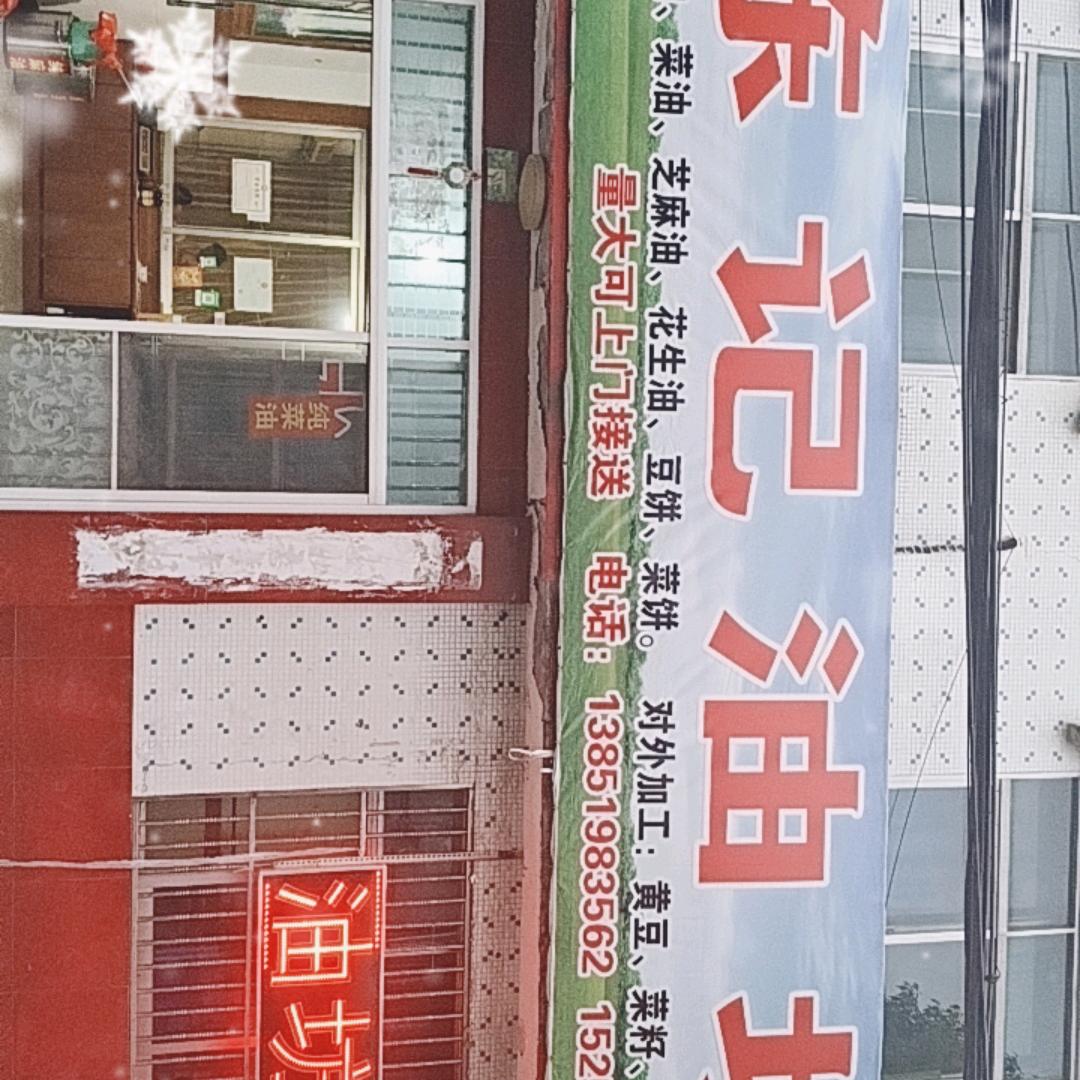 记油
、菜油、芝麻油、花生油、豆饼、菜饼。 对外加工：黄豆、菜籽、
量大可上门接送 电话：13851983562 152
纯菜油
油坊